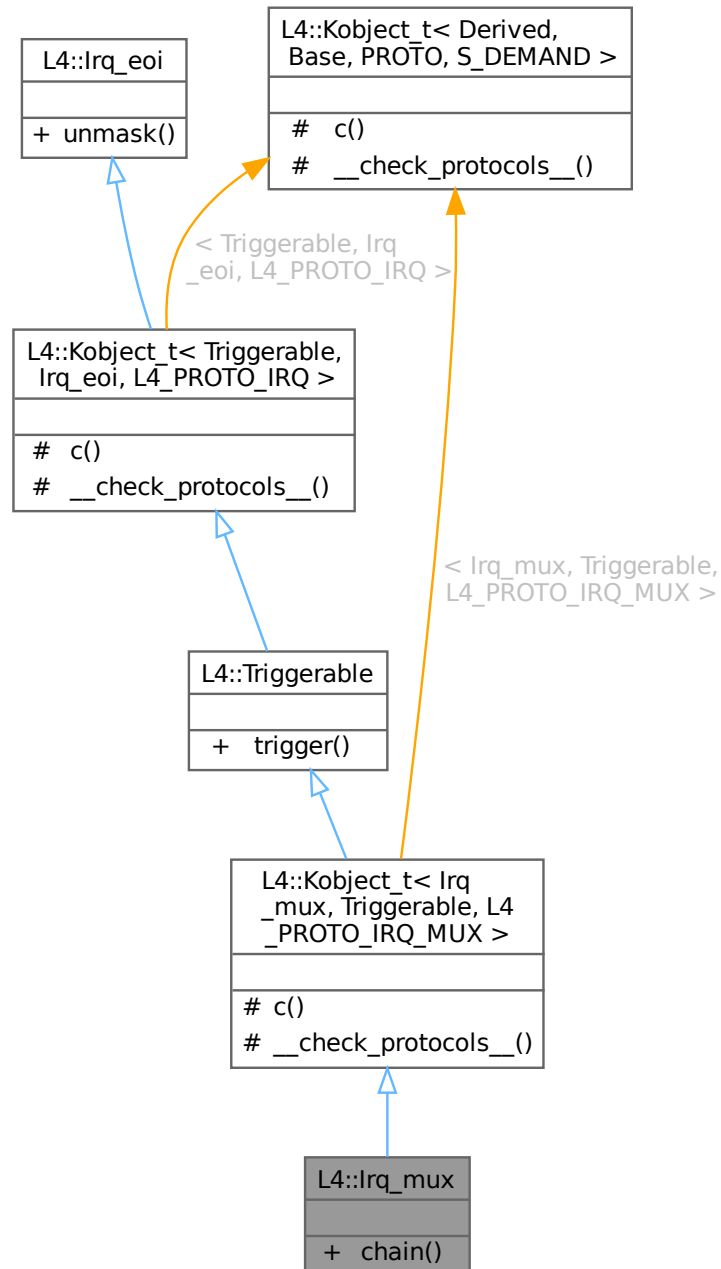 L4::Irq_eoi
+ unmask()
L4::Kobject_t< Derived,
Base, PROTO, S_DEMAND >
# c()
# __check_protocols__()
< Triggerable, Irq
_eoi, L4_PROTO_IRQ >
L4::Kobject_t< Triggerable,
Irq_eoi, L4_PROTO_IRQ >
# c()
# __check_protocols__()
< Irq_mux, Triggerable,
L4_PROTO_IRQ_MUX >
L4::Triggerable
+ trigger()
L4::Kobject_t< Irq
_mux, Triggerable, L4
_PROTO_IRQ_MUX >
# c()
# __check_protocols__()
L4::Irq_mux
+ chain()